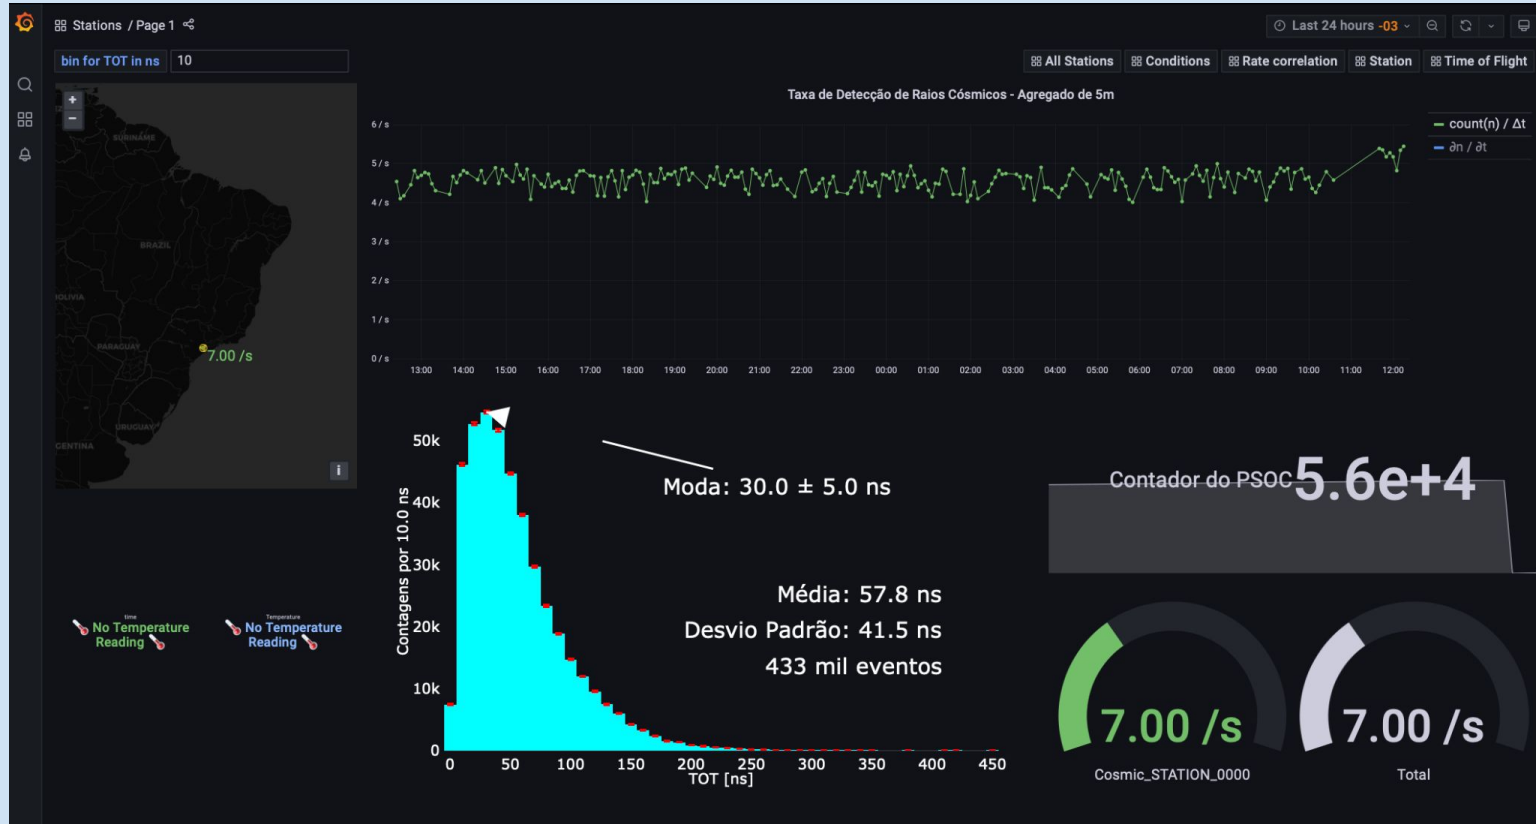 Stations / Page 1
Last 24 hours -03
bin for TOT in ns 10
All Stations Conditions Rate correlation Station Time of Flight
+
−
SURINAME
BRAZIL
BOLIVIA
PARAGUAY
7.00 /s
URUGUAY
GENTINA
i
Taxa de Detecção de Raios Cósmicos - Agregado de 5m
count(n) / Δt
∂n / ∂t
6 / s
5 / s
4 / s
3 / s
2 / s
1 / s
0 / s
13:00 14:00 15:00 16:00 17:00 18:00 19:00 20:00 21:00 22:00 23:00 00:00 01:00 02:00 03:00 04:00 05:00 06:00 07:00 08:00 09:00 10:00 11:00 12:00
time
No Temperature
Reading
Temperature
No Temperature
Reading
Contagens por 10.0 ns
50k
40k
30k
20k
10k
0
0 50 100 150 200 250 300 350 400 450
TOT [ns]
Moda: 30.0 ± 5.0 ns
Média: 57.8 ns
Desvio Padrão: 41.5 ns
433 mil eventos
Contador do PSOC 5.6e+4
7.00 /s
Cosmic_STATION_0000
7.00 /s
Total